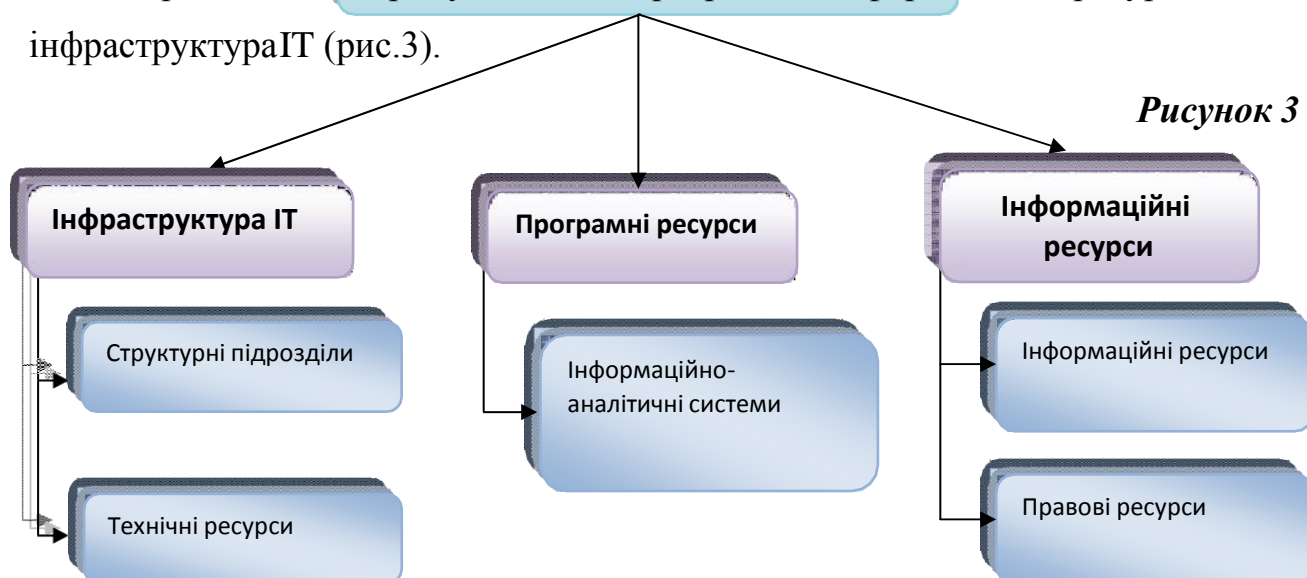 інфраструктураІТ (рис.3).
Рисунок 3
Інфраструктура ІТ
Програмні ресурси
Інформаційні
ресурси
Структурні підрозділи
Інформаційно-
аналітичні системи
Інформаційні ресурси
Технічні ресурси
Правові ресурси